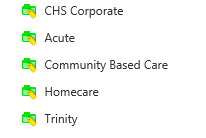 CHS Corporate
Acute
Community Based Care
Homecare
Trinity